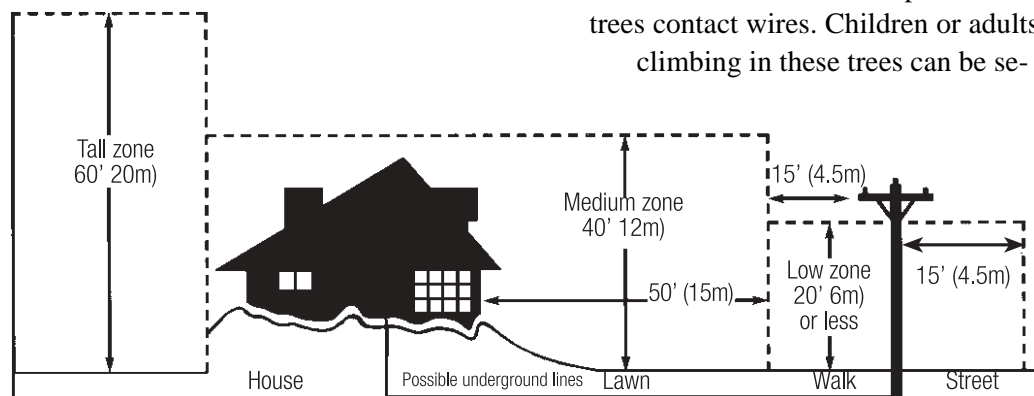 trees contact wires. Children or adults
climbing in these trees can be se-
Tall zone
60' 20m)
Medium zone
40' 12m)
15' (4.5m)
50' (15m)
Low zone
20' 6m)
or less
15' (4.5m)
House
Possible underground lines
Lawn
Walk
Street